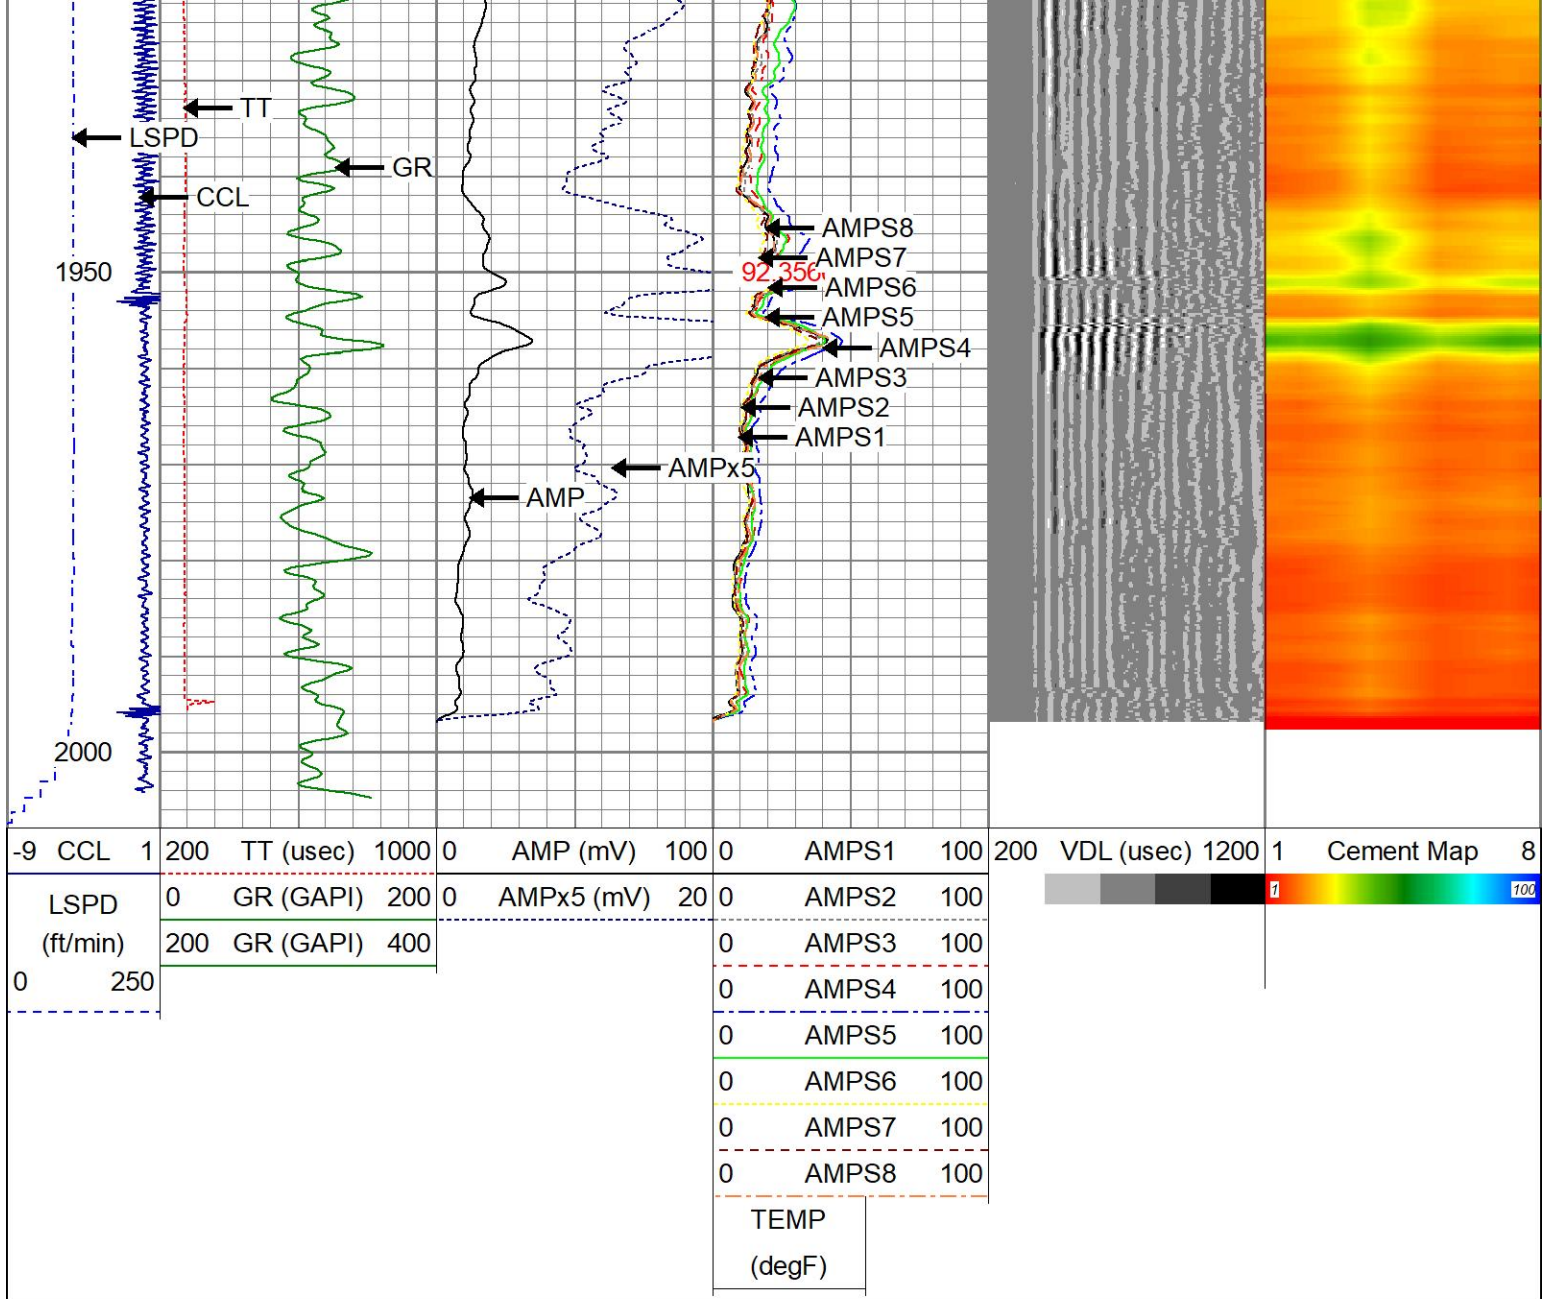 TT
LSPD
GR
CCL
AMPS8
AMPS7
1950
92.356
AMPS6
AMPS5
AMPS4
AMPS3
AMPS2
AMPS1
AMPx5
AMP
2000
-9 CCL 1
200 TT (usec) 1000
0 AMP (mV) 100
0 AMPS1 100
200 VDL (usec) 1200
1 Cement Map 8
LSPD
(ft/min)
0 250
0 GR (GAPI) 200
200 GR (GAPI) 400
0 AMPx5 (mV) 20
0 AMPS2 100
0 AMPS3 100
0 AMPS4 100
0 AMPS5 100
0 AMPS6 100
0 AMPS7 100
0 AMPS8 100
TEMP
(degF)
1 100